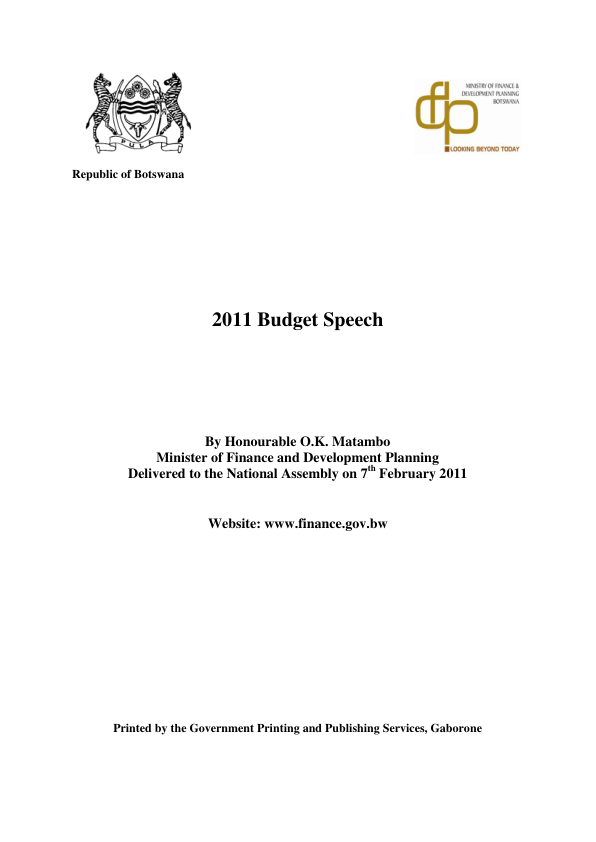 PULA
Republic of Botswana
MINISTRY OF FINANCE &
DEVELOPMENT PLANNING
BOTSWANA
fdp
LOOKING BEYOND TODAY
2011 Budget Speech
By Honourable O.K. Matambo
Minister of Finance and Development Planning
Delivered to the National Assembly on 7th February 2011
Website: www.finance.gov.bw
Printed by the Government Printing and Publishing Services, Gaborone